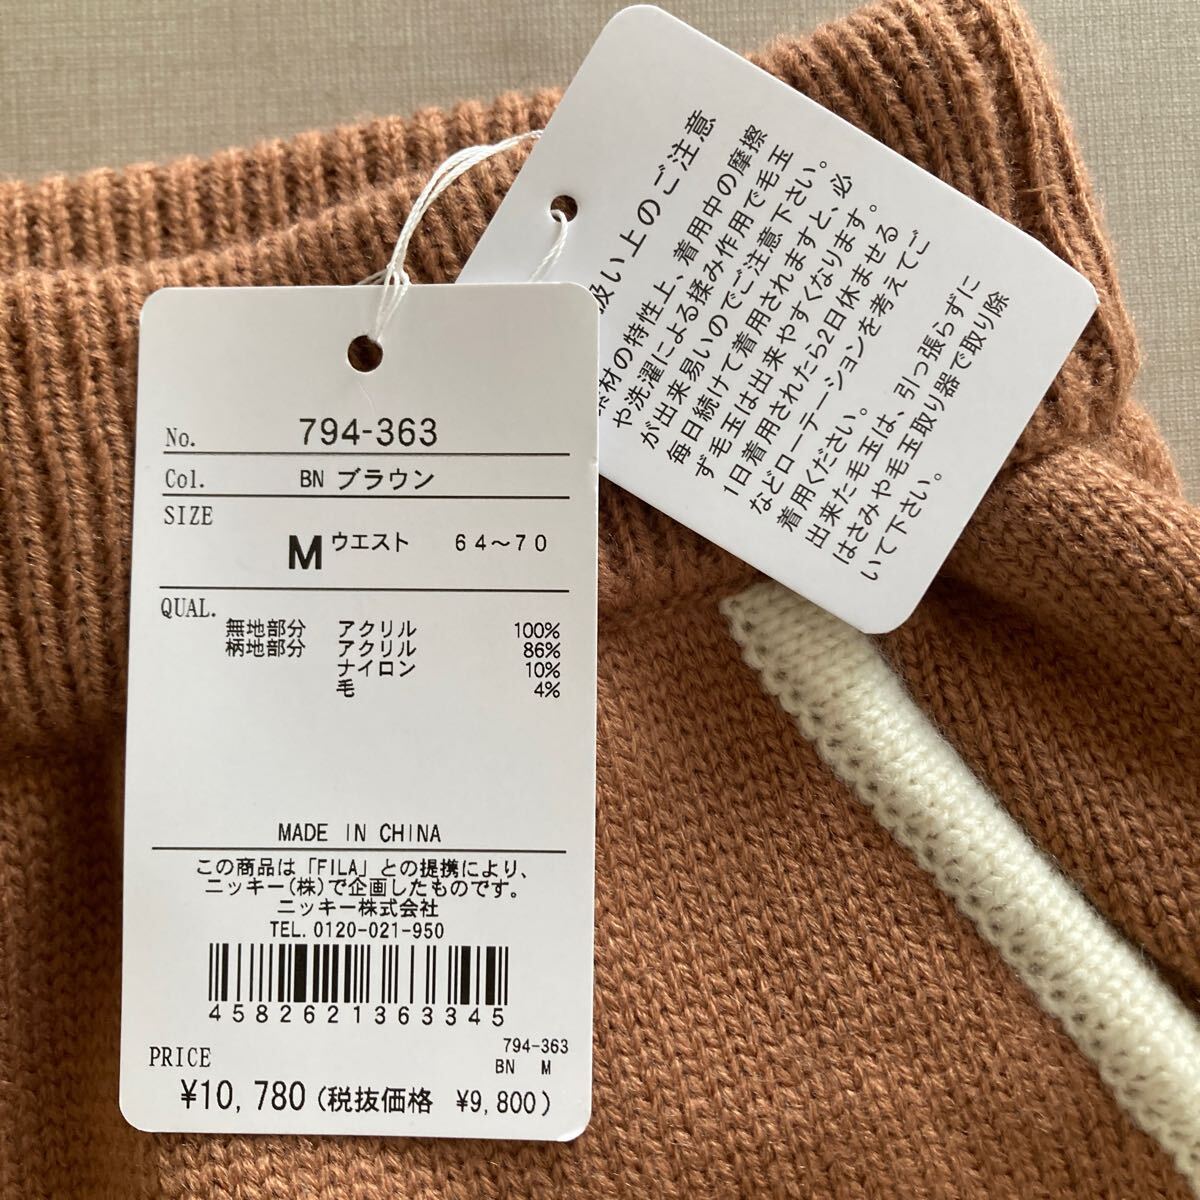 No. 794-363
Col. BN ブラウン
SIZE
M ウエスト 64～70
QUAL.
無地部分 アクリル 100%
柄地部分 アクリル 86%
ナイロン 10%
毛 4%
MADE IN CHINA
この商品は「FILA」との提携により、
ニッキー(株)で企画したものです。
ニッキー株式会社
TEL. 0120-021-950
4582621363345
794-363
BN M
PRICE
¥10,780 (税抜価格 ¥9,800)
扱い上のご注意
素材の特性上、着用中の摩擦
や洗濯による揉み作用で毛玉
が出来易いのでご注意下さい。
毎日続けて着用されますと、必
ず毛玉は出来やすくなります。
1日着用されたら2日休ませる
などローテーションを考えてご
着用ください。
出来た毛玉は、引っ張らずに
はさみや毛玉取り器で取り除
いて下さい。